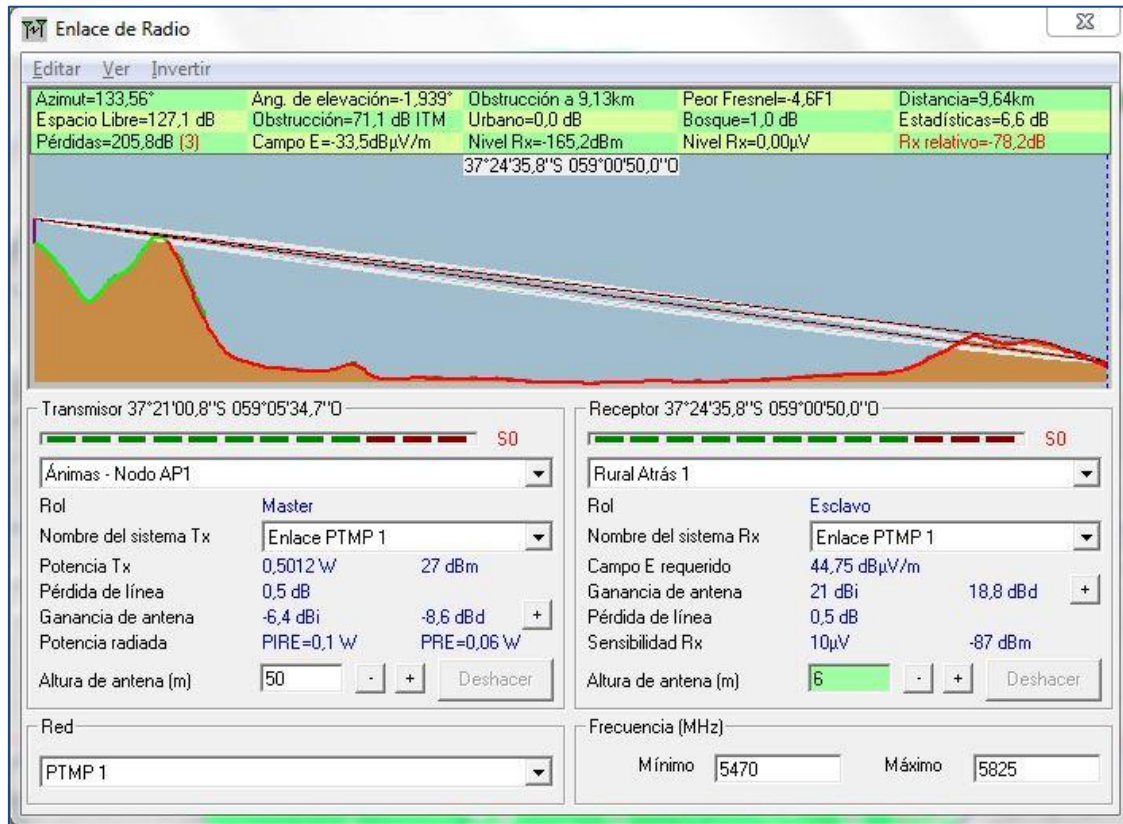 Enlace de Radio
Editar Ver Invertir
Azimut=133,56° Ang. de elevación=-1,939° Obstrucción a 9,13km Peor Fresnel=-4,6F1 Distancia=9,64km
Espacio Libre=127,1 dB Obstrucción=71,1 dB ITM Urbano=0,0 dB Bosque=1,0 dB Estadísticas=6,6 dB
Pérdidas=205,8dB (3) Campo E=-33,5dBµV/m Nivel Rx=-165,2dBm Nivel Rx=0,00µV Rx relativo=-78,2dB
37°24'35,8''S 059°00'50,0''O
Transmisor 37°21'00,8''S 059°05'34,7''O
S0
Ánimas - Nodo AP1
Rol Master
Nombre del sistema Tx Enlace PTMP 1
Potencia Tx 0,5012 W 27 dBm
Pérdida de línea 0,5 dB
Ganancia de antena -6,4 dBi -8,6 dBd +
Potencia radiada PIRE=0,1 W PRE=0,06 W
Altura de antena (m) 50 - + Deshacer
Receptor 37°24'35,8''S 059°00'50,0''O
S0
Rural Atrás 1
Rol Esclavo
Nombre del sistema Rx Enlace PTMP 1
Campo E requerido 44,75 dBµV/m
Ganancia de antena 21 dBi 18,8 dBd +
Pérdida de línea 0,5 dB
Sensibilidad Rx 10µV -87 dBm
Altura de antena (m) 6 - + Deshacer
Red
PTMP 1
Frecuencia (MHz)
Mínimo 5470 Máximo 5825